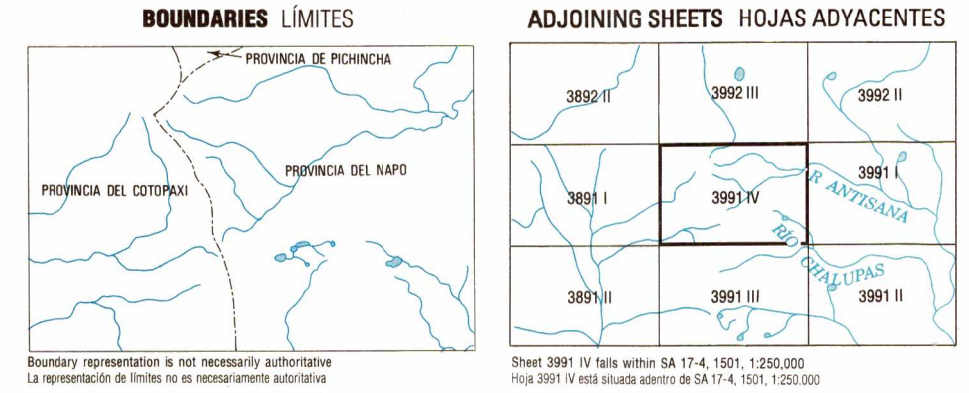 BOUNDARIES LÍMITES
PROVINCIA DE PICHINCHA
PROVINCIA DEL NAPO
PROVINCIA DEL COTOPAXI
Boundary representation is not necessarily authoritative
La representación de límites no es necesariamente autoritativa
ADJOINING SHEETS HOJAS ADYACENTES
3892 II
3992 III
3992 II
3891 I
3991 IV
3991 I
R ANTISANA
RÍO CHALUPAS
3891 II
3991 III
3991 II
Sheet 3991 IV falls within SA 17-4, 1501, 1:250,000
Hoja 3991 IV está situada adentro de SA 17-4, 1501, 1:250.000